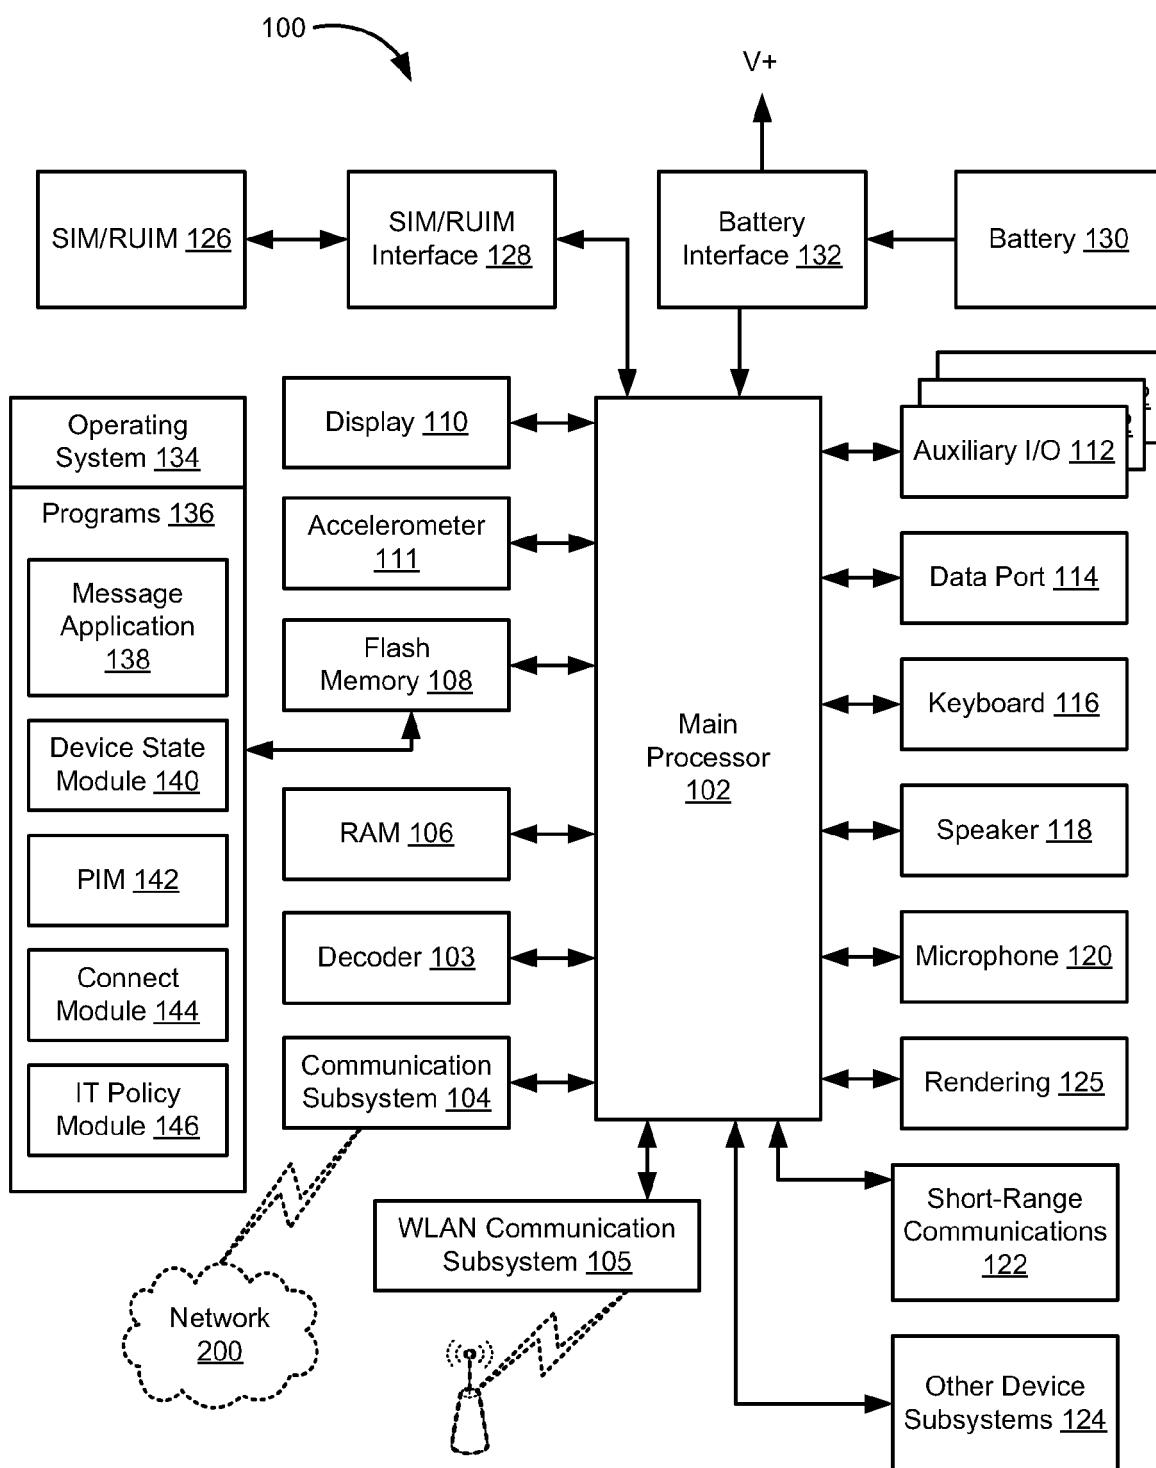 100
V+
SIM/RUIM 126
SIM/RUIM
Interface 128
Battery
Interface 132
Battery 130
Operating
System 134
Programs 136
Message
Application
138
Device State
Module 140
PIM 142
Connect
Module 144
IT Policy
Module 146
Display 110
Accelerometer
111
Flash
Memory 108
RAM 106
Decoder 103
Communication
Subsystem 104
Main
Processor
102
Auxiliary I/O 112
Data Port 114
Keyboard 116
Speaker 118
Microphone 120
Rendering 125
Short-Range
Communications
122
Other Device
Subsystems 124
WLAN Communication
Subsystem 105
Network
200